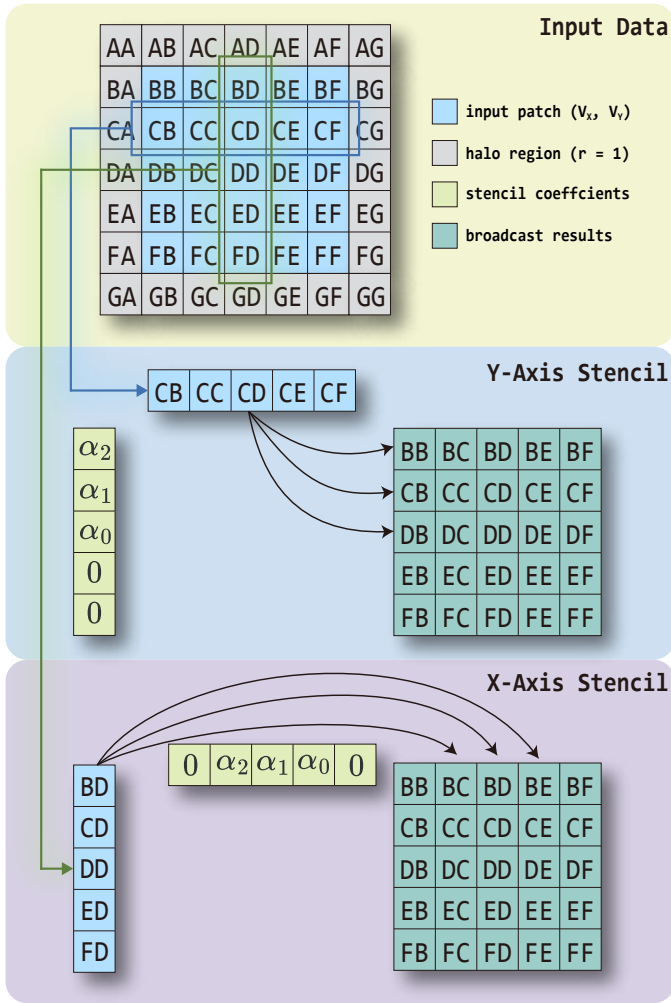 Input Data
AA AB AC AD AE AF AG
BA BB BC BD BE BF BG
CA CB CC CD CE CF CG
DA DB DC DD DE DF DG
EA EB EC ED EE EF EG
FA FB FC FD FE FF FG
GA GB GC GD GE GF GG
input patch (Vₓ, Vᵧ)
halo region (r = 1)
stencil coeffcients
broadcast results
Y-Axis Stencil
CB CC CD CE CF
α₂
α₁
α₀
0
0
BB BC BD BE BF
CB CC CD CE CF
DB DC DD DE DF
EB EC ED EE EF
FB FC FD FE FF
X-Axis Stencil
0 α₂ α₁ α₀ 0
BD
CD
DD
ED
FD
BB BC BD BE BF
CB CC CD CE CF
DB DC DD DE DF
EB EC ED EE EF
FB FC FD FE FF